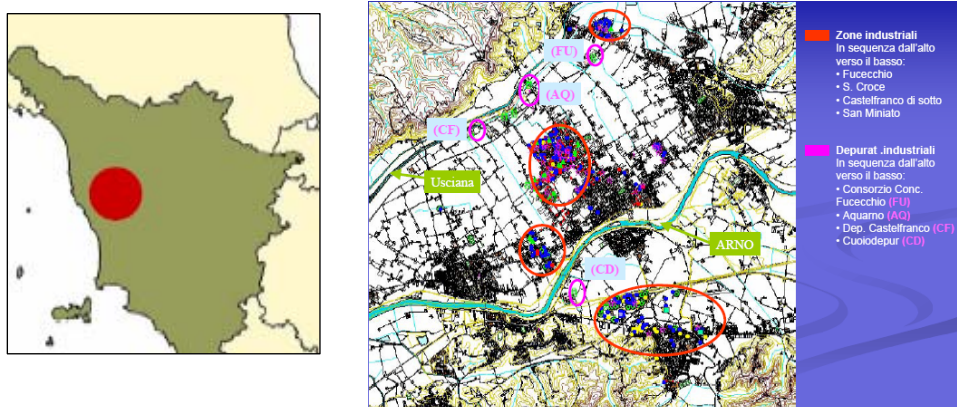 (FU)
(AQ)
(CF)
Usciana
ARNO
(CD)
Zone industriali
In sequenza dall'alto
verso il basso:
• Fucecchio
• S. Croce
• Castelfranco di sotto
• San Miniato
Depurat .industriali
In sequenza dall'alto
verso il basso:
• Consorzio Conc.
Fucecchio (FU)
• Aquarno (AQ)
• Dep. Castelfranco (CF)
• Cuoiodepur (CD)